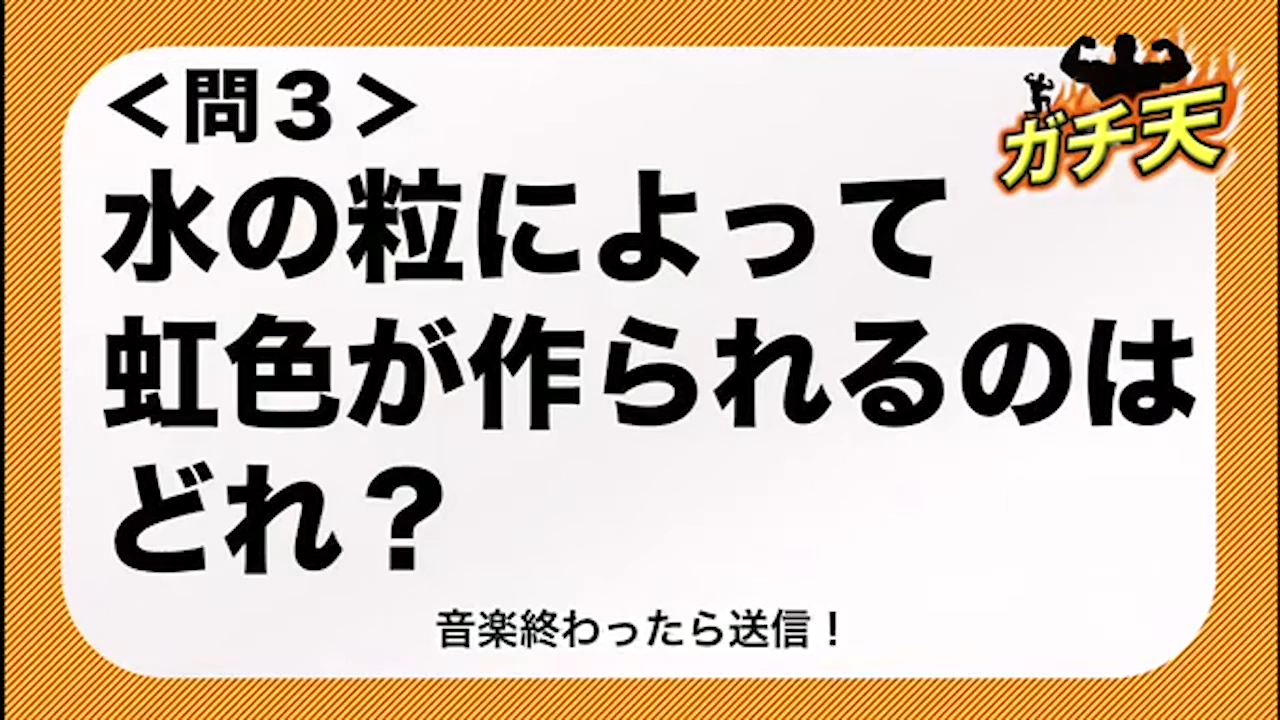 ＜問３＞
ガチ天
水の粒によって
虹色が作られるのは
どれ？
音楽終わったら送信！